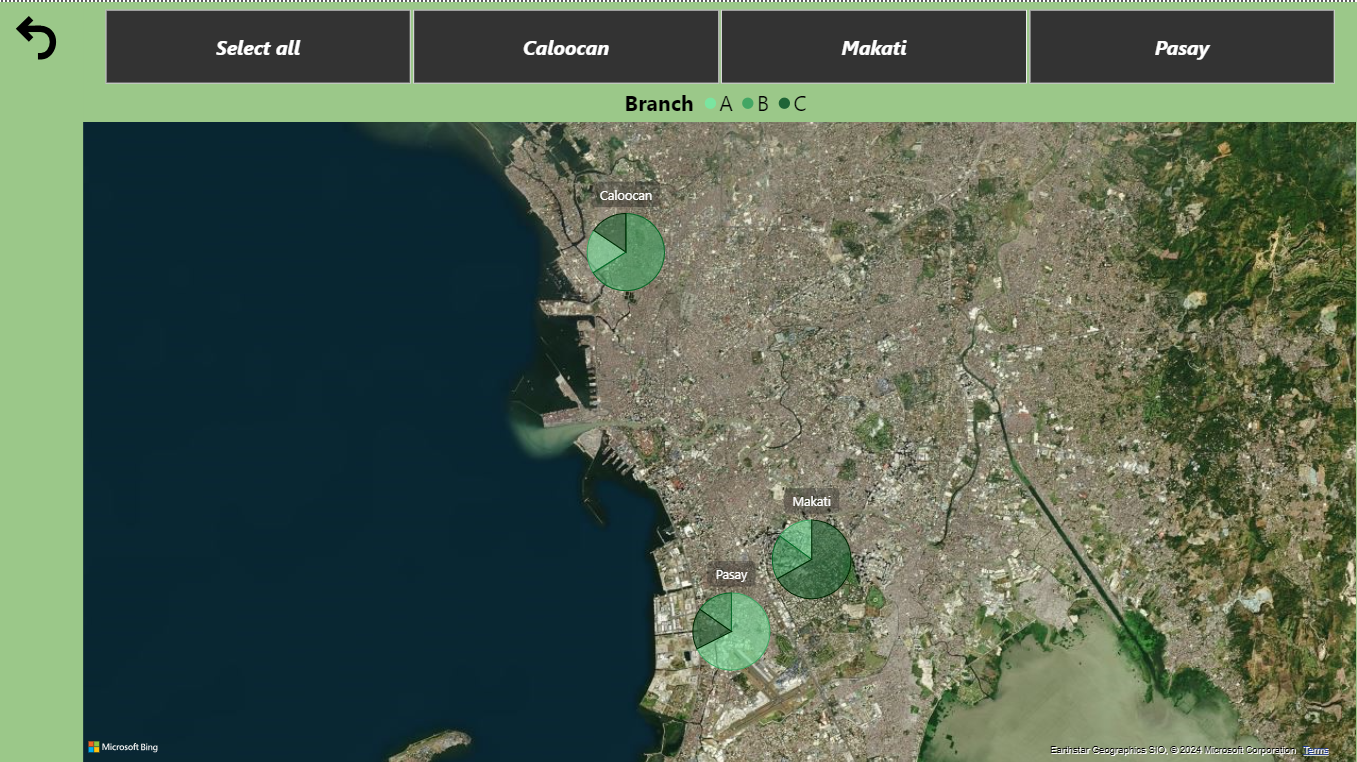 Select all
Caloocan
Makati
Pasay
Branch A B C
Caloocan
Makati
Pasay
Microsoft Bing
Earthstar Geographics SIO, © 2024 Microsoft Corporation Terms